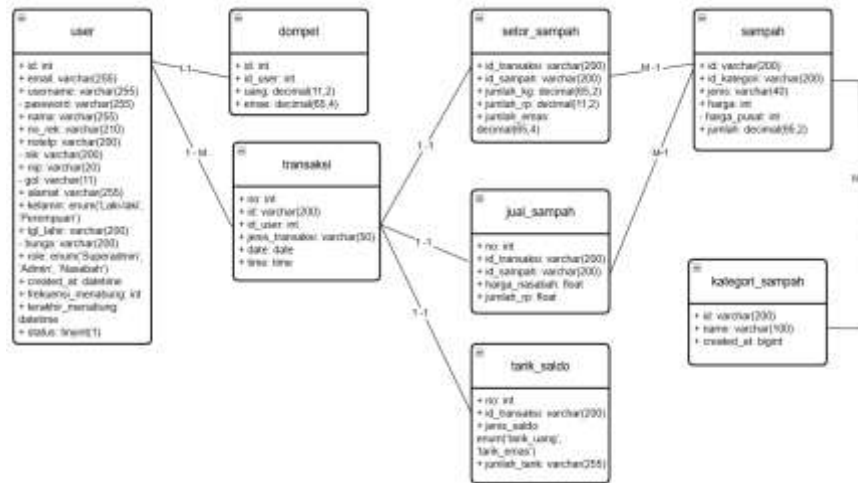 user
+ id: int
+ email: varchar(255)
+ username: varchar(255)
- password: varchar(255)
+ nama: varchar(255)
+ no_rek: varchar(210)
+ notelp: varchar(200)
- nik: varchar(200)
+ nip: varchar(20)
- gol: varchar(11)
+ alamat: varchar(255)
+ kelamin: enum('Laki-laki',
'Perempuan')
+ tgl_lahir: varchar(200)
- bunga: varchar(200)
+ role: enum('Superadmin',
'Admin', 'Nasabah')
+ created_at: datetime
+ frekuensi_menabung: int
+ terakhir_menabung:
datetime
+ status: tinyint(1)
1-1
1 - M
dompet
+ id: int
+ id_user: int
+ uang: decimal(11,2)
+ emas: decimal(65,4)
transaksi
+ no: int
+ id: varchar(200)
+ id_user: int
+ jenis_transaksi: varchar(50)
+ date: date
+ time: time
1 - 1
1 - 1
1 - 1
setor_sampah
+ id_transaksi: varchar(200)
+ id_sampah: varchar(200)
+ jumlah_kg: decimal(65,2)
+ jumlah_rp: decimal(11,2)
+ jumlah_emas:
decimal(65,4)
jual_sampah
+ no: int
+ id_transaksi: varchar(200)
+ id_sampah: varchar(200)
+ harga_nasabah: float
+ jumlah_rp: float
tarik_saldo
+ no: int
+ id_transaksi: varchar(200)
+ jenis_saldo:
enum('tarik_uang',
'tarik_emas')
+ jumlah_tarik: varchar(255)
M - 1
M-1
sampah
+ id: varchar(200)
+ id_kategori: varchar(200)
+ jenis: varchar(40)
+ harga: int
- harga_pusat: int
+ jumlah: decimal(65,2)
kategori_sampah
+ id: varchar(200)
+ name: varchar(100)
+ created_at: bigint